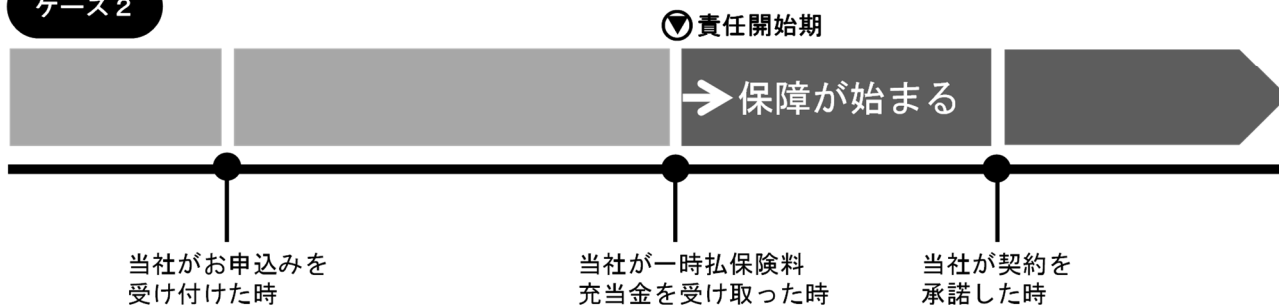 ケース2
責任開始期
保障が始まる
当社がお申込みを
受け付けた時
当社が一時払保険料
充当金を受け取った時
当社が契約を
承諾した時